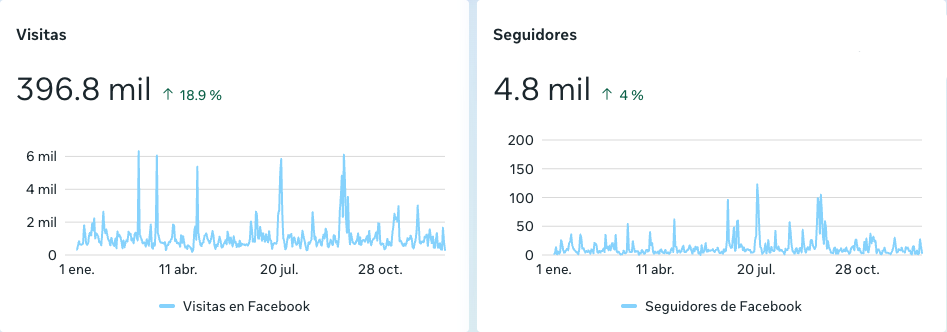 Visitas
396.8 mil ↑ 18.9 %
6 mil
4 mil
2 mil
0
1 ene. 11 abr. 20 jul. 28 oct.
Visitas en Facebook
Seguidores
4.8 mil ↑ 4 %
200
150
100
50
0
1 ene. 11 abr. 20 jul. 28 oct.
Seguidores de Facebook